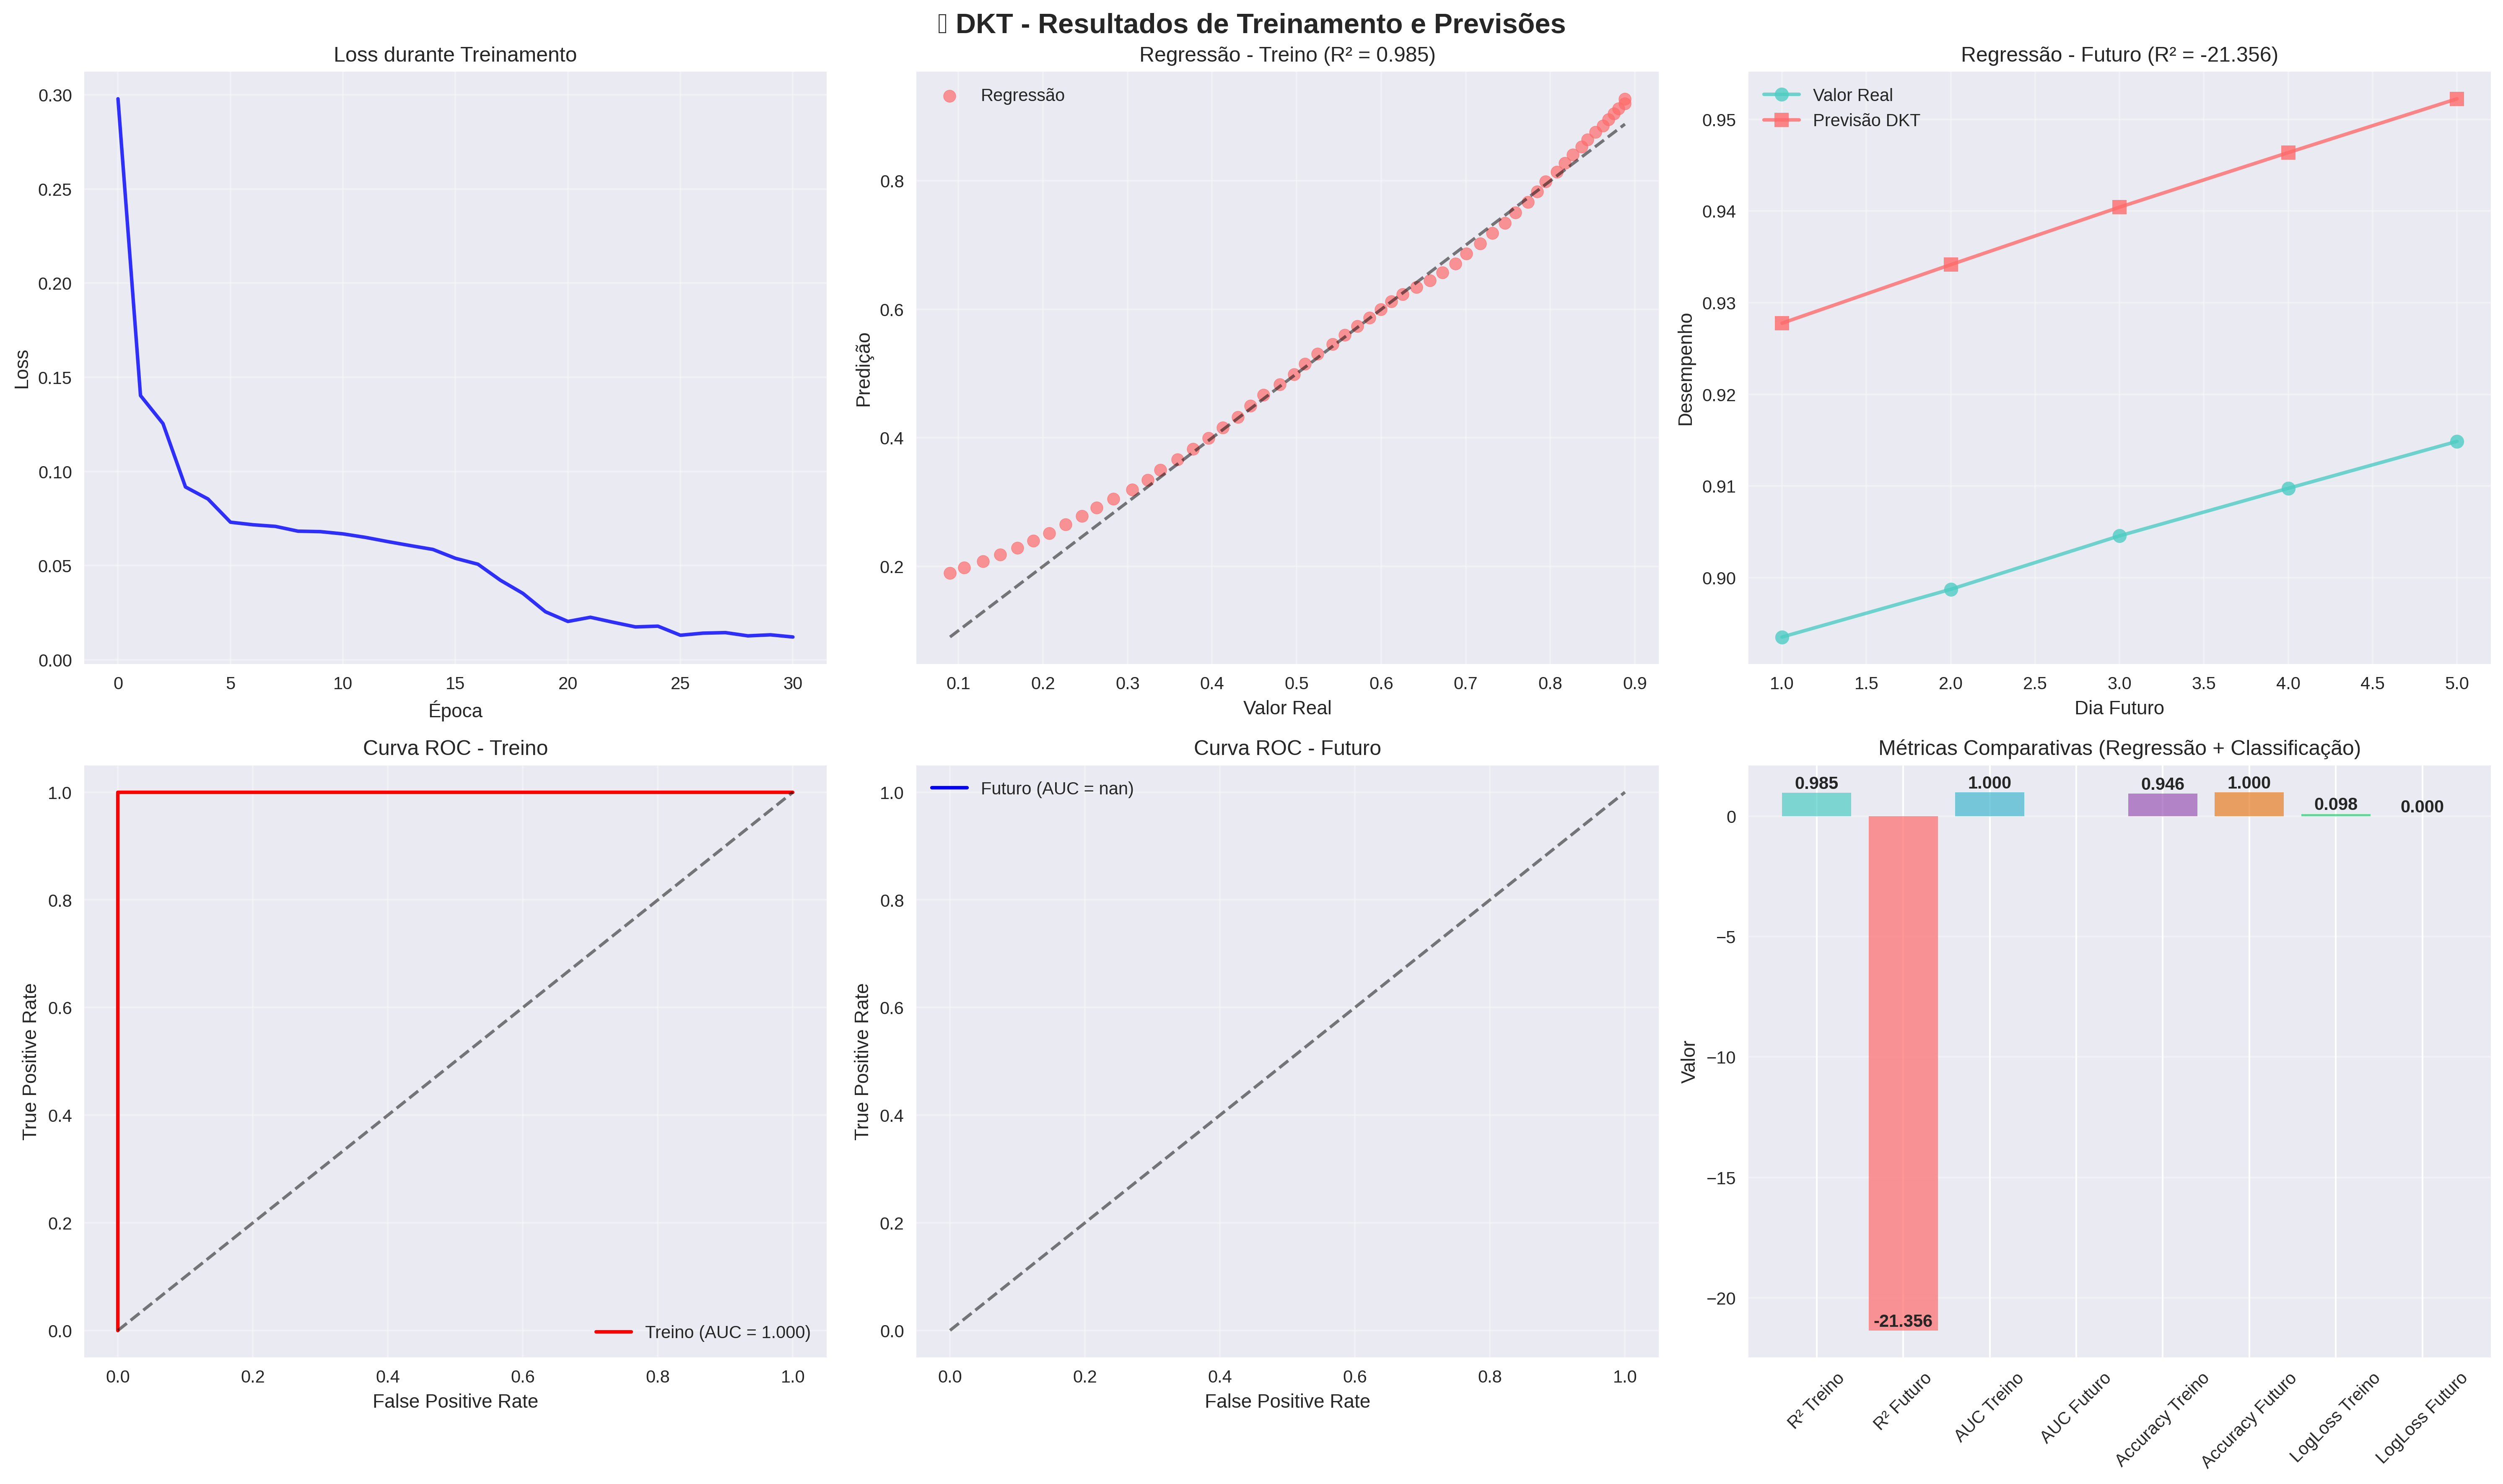 DKT - Resultados de Treinamento e Previsões
Loss durante Treinamento
0.30
0.25
0.20
0.15
0.10
0.05
0.00
Loss
0
5
10
15
20
25
30
Época
Regressão - Treino (R² = 0.985)
Regressão
0.8
0.6
0.4
0.2
Predição
0.1
0.2
0.3
0.4
0.5
0.6
0.7
0.8
0.9
Valor Real
Regressão - Futuro (R² = -21.356)
Valor Real
Previsão DKT
0.95
0.94
0.93
0.92
0.91
0.90
Desempenho
1.0
1.5
2.0
2.5
3.0
3.5
4.0
4.5
5.0
Dia Futuro
Curva ROC - Treino
1.0
0.8
0.6
0.4
0.2
0.0
True Positive Rate
Treino (AUC = 1.000)
0.0
0.2
0.4
0.6
0.8
1.0
False Positive Rate
Curva ROC - Futuro
Futuro (AUC = nan)
1.0
0.8
0.6
0.4
0.2
0.0
True Positive Rate
0.0
0.2
0.4
0.6
0.8
1.0
False Positive Rate
Métricas Comparativas (Regressão + Classificação)
0.985
1.000
0.946
1.000
0.098
0.000
-21.356
0
−5
−10
−15
−20
Valor
R² Treino
R² Futuro
AUC Treino
AUC Futuro
Accuracy Treino
Accuracy Futuro
LogLoss Treino
LogLoss Futuro